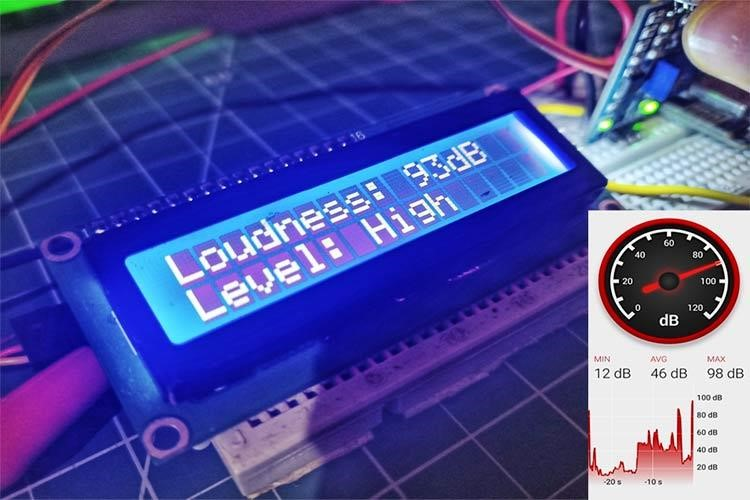 16
Loudness: 93dB
Level: High
0 20 40 60 80 100 120
dB
MIN AVG MAX
12 dB 46 dB 98 dB
100 dB
80 dB
60 dB
40 dB
20 dB
-20 s -10 s